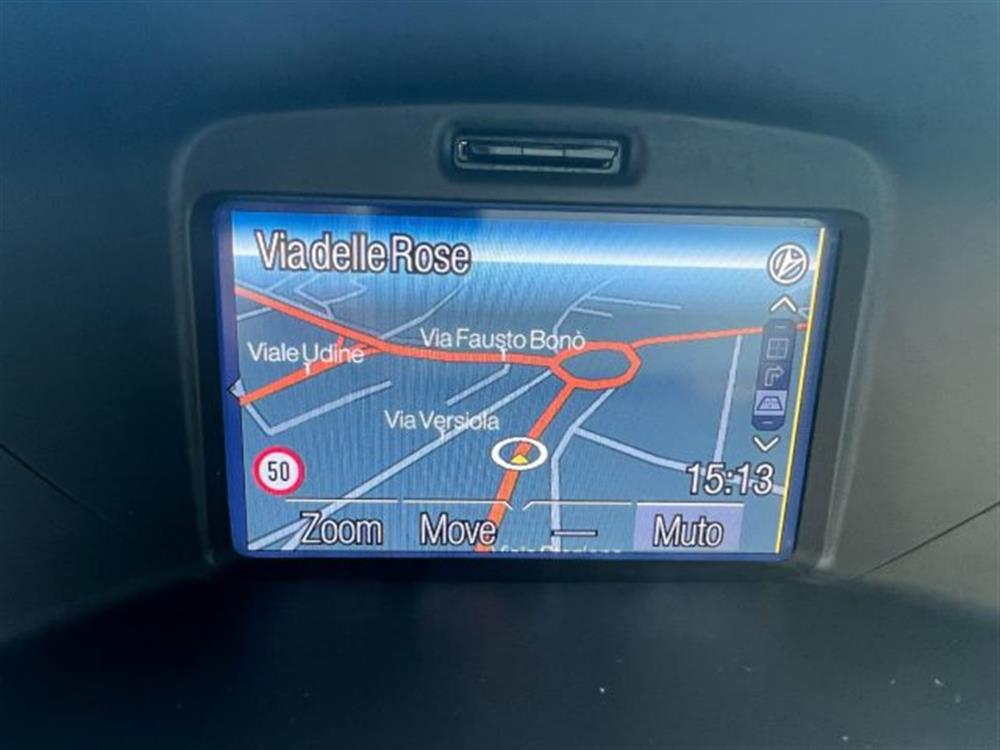 Via delle Rose
Via Fausto Bonò
Viale Udine
Via Versiola
50
15:13
Zoom Move Muto